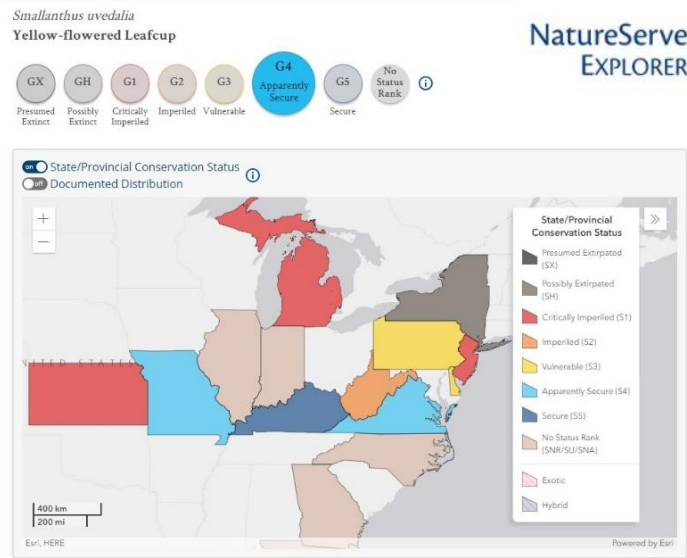 Smallanthus uvedalia
Yellow-flowered Leafcup
NatureServe
EXPLORER
GX
GH
G1
G2
G3
G4
Apparently
Secure
G5
No
Status
Rank
Presumed
Extinct
Possibly
Extinct
Critically
Imperiled
Imperiled
Vulnerable
Secure
on State/Provincial Conservation Status
off Documented Distribution
+
−
UNITED STATES
State/Provincial
Conservation Status
Presumed Extirpated
(SX)
Possibly Extirpated
(SH)
Critically Imperiled (S1)
Imperiled (S2)
Vulnerable (S3)
Apparently Secure (S4)
Secure (S5)
No Status Rank
(SNR/SU/SNA)
Exotic
Hybrid
400 km
200 mi
Esri, HERE
Powered by Esri